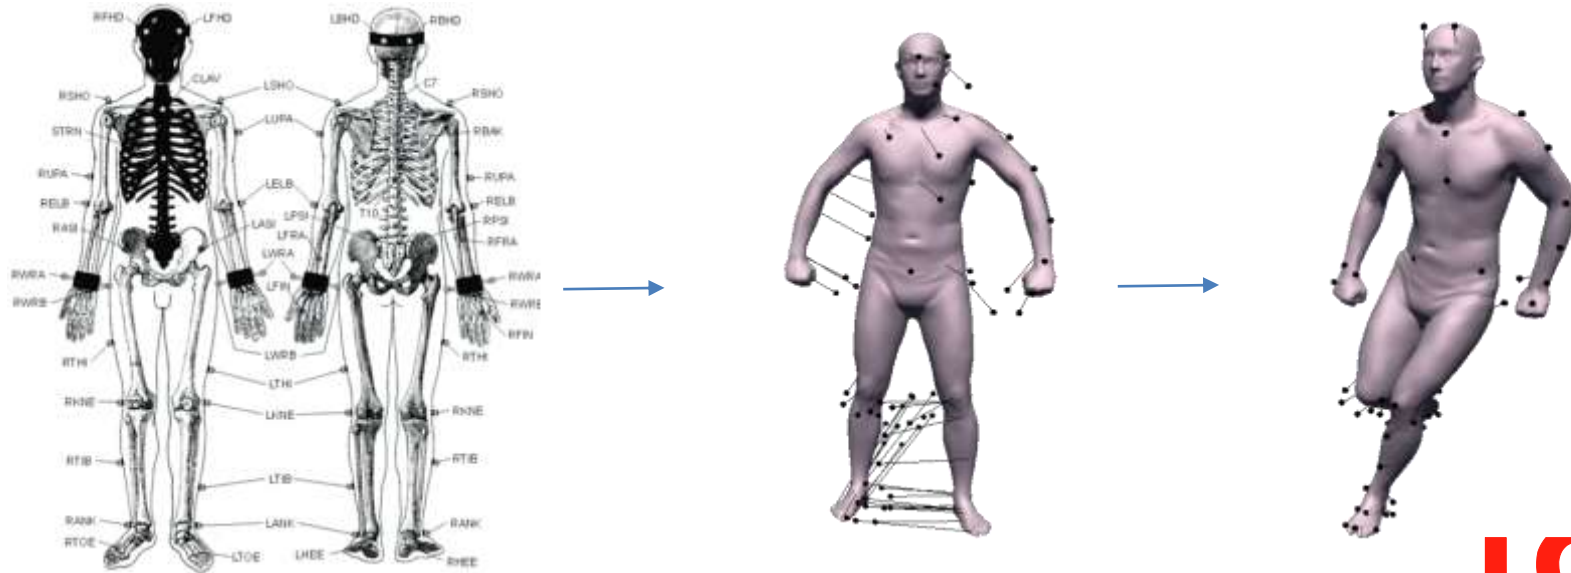 RFHD LFHD LBHD RBHD
CLAV C7
RSHO LSHO RSHO
STRN LUPA RBAK
RUPA RUPA
RELB LELB RELB
LPSI T10 RPSI
RASI LASI LFRA RFRA
RWRA LWRA RWRA
RWRB LFIN RWRB
RFIN
RTHI LWRB RTHI
LTHI
RKNE LKNE RKNE
RTIB RTIB
LTIB
RANK LANK RANK
RTOE LTOE LHEE RHEE